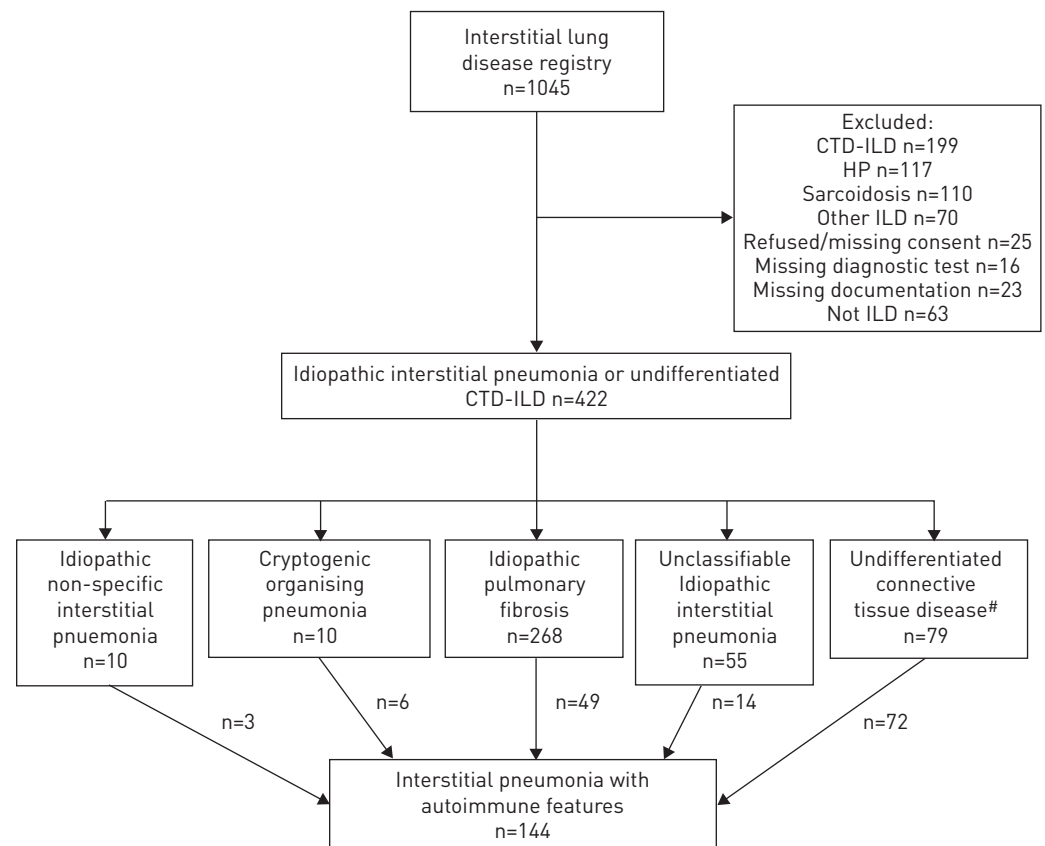 Interstitial lung
disease registry
n=1045
Excluded:
CTD-ILD n=199
HP n=117
Sarcoidosis n=110
Other ILD n=70
Refused/missing consent n=25
Missing diagnostic test n=16
Missing documentation n=23
Not ILD n=63
Idiopathic interstitial pneumonia or undifferentiated
CTD-ILD n=422
Idiopathic
non-specific
interstitial
pnuemonia
n=10
Cryptogenic
organising
pneumonia
n=10
Idiopathic
pulmonary
fibrosis
n=268
Unclassifiable
Idiopathic
interstitial
pneumonia
n=55
Undifferentiated
connective
tissue disease#
n=79
n=3
n=6
n=49
n=14
n=72
Interstitial pneumonia with
autoimmune features
n=144